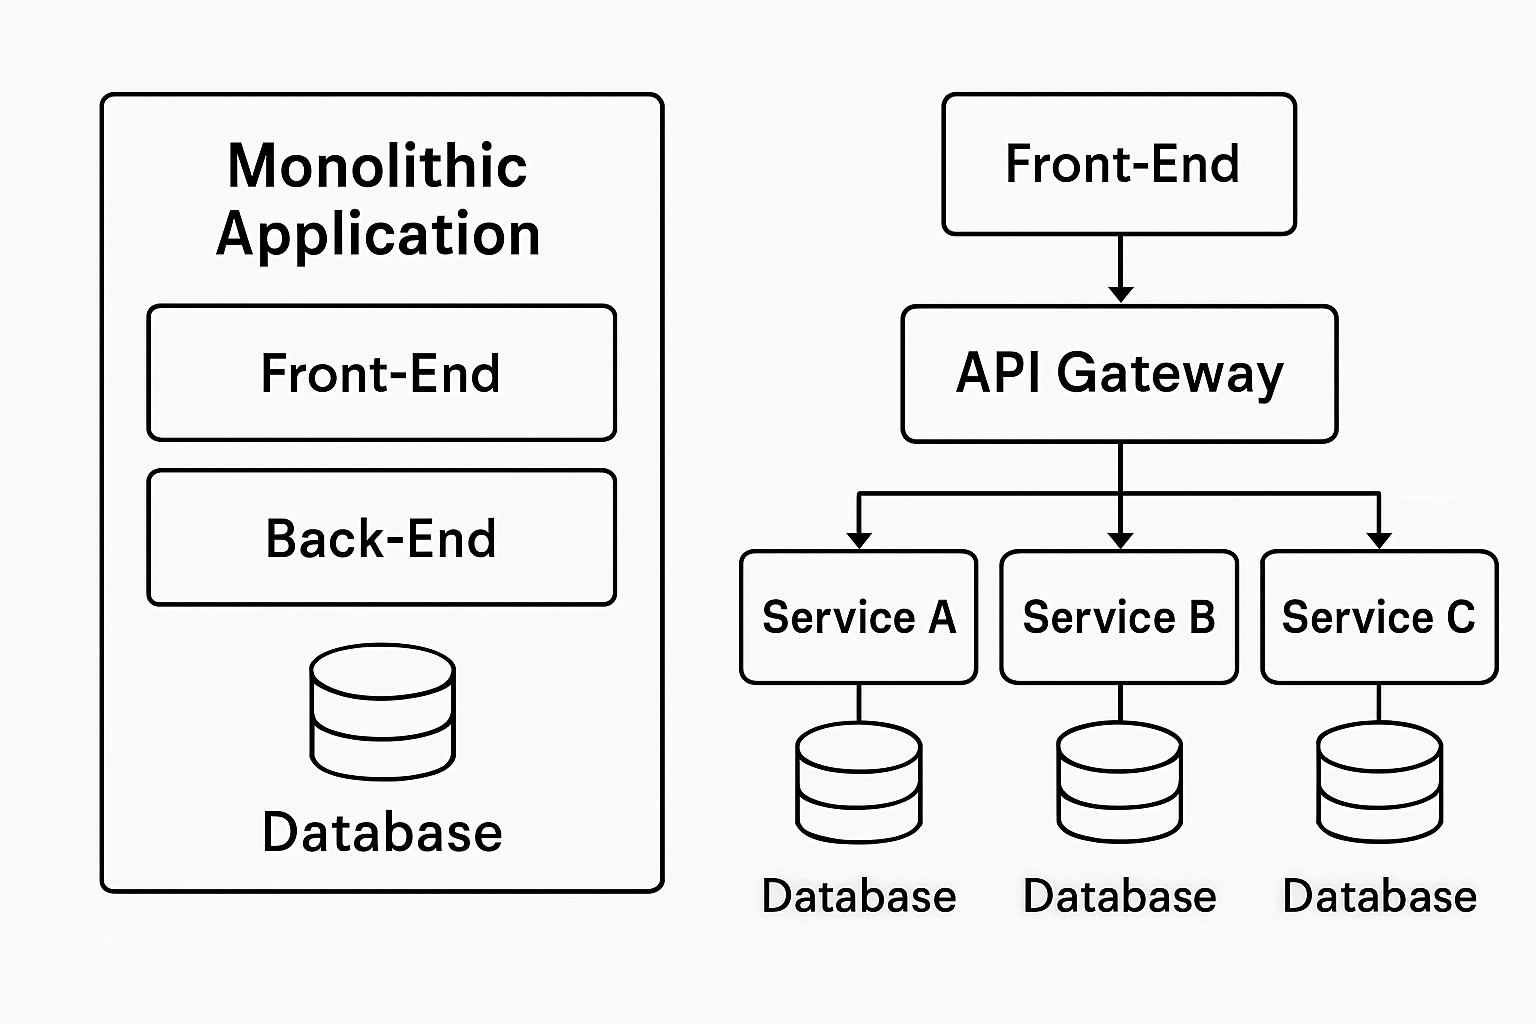 Monolithic
Application
Front-End
Back-End
Database
Front-End
API Gateway
Service A
Service B
Service C
Database
Database
Database